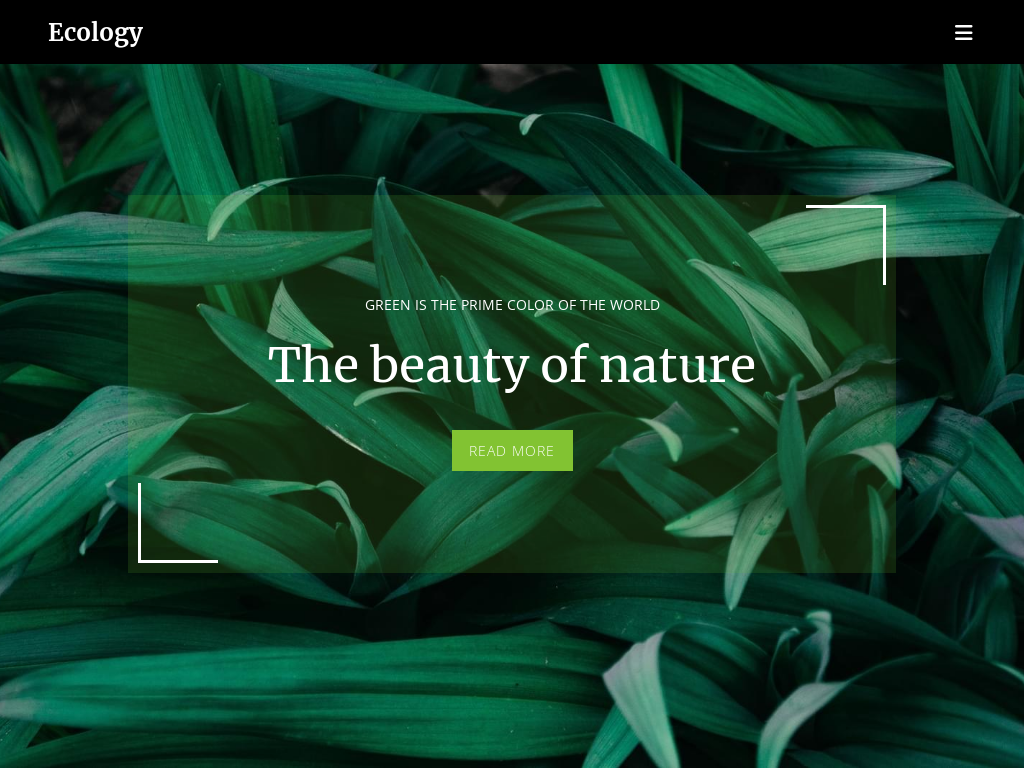 Ecology
GREEN IS THE PRIME COLOR OF THE WORLD
The beauty of nature
READ MORE